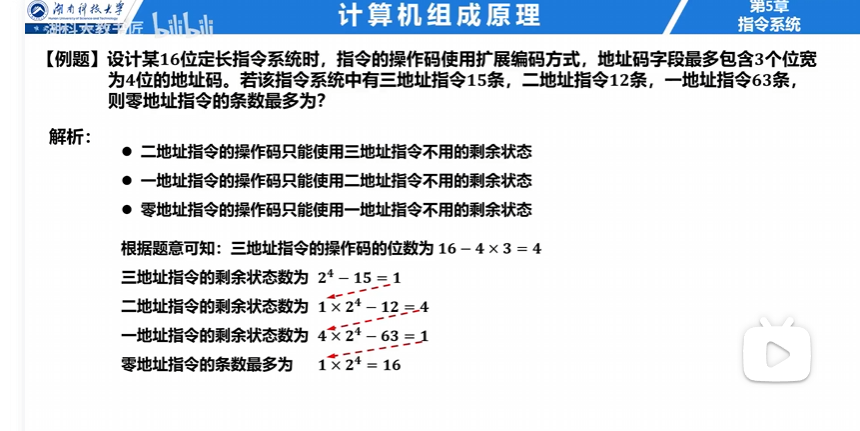 湖南科技大学
Hunan University of Science and Technology
计算机组成原理
第5章
指令系统
bilibili
【例题】设计某16位定长指令系统时，指令的操作码使用扩展编码方式，地址码字段最多包含3个位宽
为4位的地址码。若该指令系统中有三地址指令15条，二地址指令12条，一地址指令63条，
则零地址指令的条数最多为？
解析：
● 二地址指令的操作码只能使用三地址指令不用的剩余状态
● 一地址指令的操作码只能使用二地址指令不用的剩余状态
● 零地址指令的操作码只能使用一地址指令不用的剩余状态
根据题意可知：三地址指令的操作码的位数为 16 − 4 × 3 = 4
三地址指令的剩余状态数为 2⁴ − 15 = 1
二地址指令的剩余状态数为 1 × 2⁴ − 12 = 4
一地址指令的剩余状态数为 4 × 2⁴ − 63 = 1
零地址指令的条数最多为 1 × 2⁴ = 16